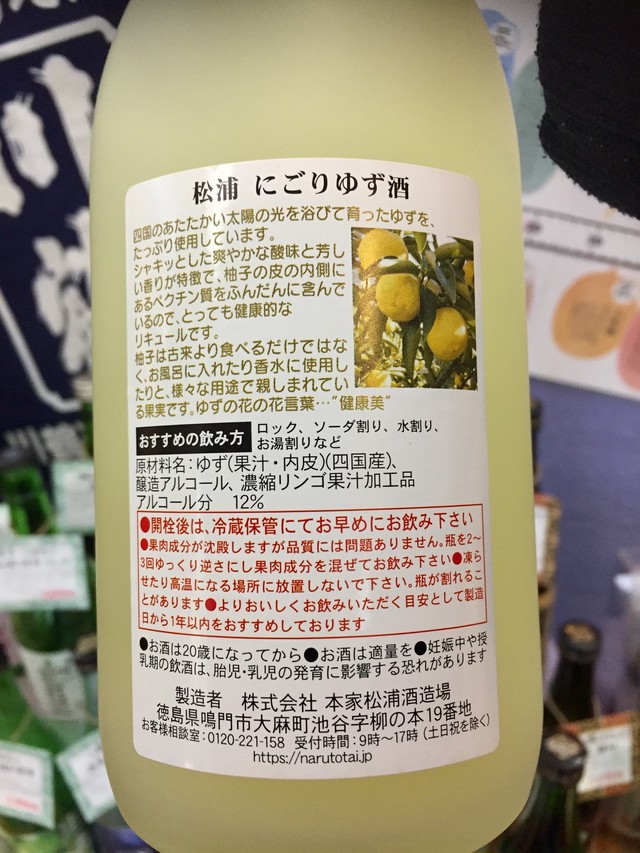 松浦 にごりゆず酒
四国のあたたかい太陽の光を浴びて育ったゆずを、
たっぷり使用しています。
シャキッとした爽やかな酸味と芳し
い香りが特徴で、柚子の皮の内側に
あるペクチン質をふんだんに含んで
いるので、とっても健康的な
リキュールです。
柚子は古来より食べるだけではな
く、お風呂に入れたり香水に使用し
たりと、様々な用途で親しまれてい
る果実です。ゆずの花の花言葉…"健康美"
おすすめの飲み方 ロック、ソーダ割り、水割り、
お湯割りなど
原材料名:ゆず(果汁・内皮)(四国産)、
醸造アルコール、濃縮リンゴ果汁加工品
アルコール分 12%
●開栓後は、冷蔵保管にてお早めにお飲み下さい
●果肉成分が沈殿しますが品質には問題ありません。瓶を2〜
3回ゆっくり逆さにし果肉成分を混ぜてお飲み下さい●凍ら
せたり高温になる場所に放置しないで下さい。瓶が割れるこ
とがあります●よりおいしくお飲みいただく目安として製造
日から1年以内をおすすめしております
●お酒は20歳になってから●お酒は適量を●妊娠中や授
乳期の飲酒は、胎児・乳児の発育に影響する恐れがあります
製造者 株式会社 本家松浦酒造場
徳島県鳴門市大麻町池谷字柳の本19番地
お客様相談室:0120-221-158 受付時間:9時〜17時(土日祝を除く)
https://narutotai.jp